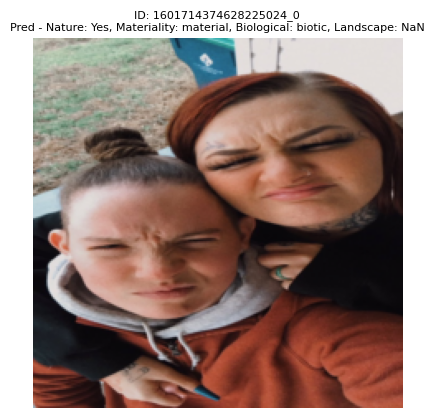 ID: 1601714374628225024_0
Pred - Nature: Yes, Materiality: material, Biological: biotic, Landscape: NaN